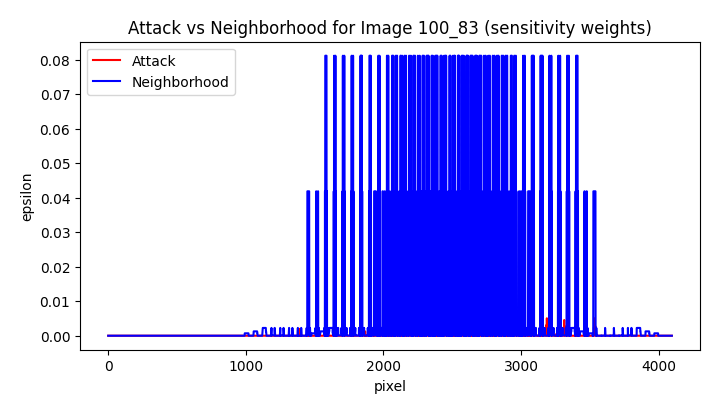 Attack vs Neighborhood for Image 100_83 (sensitivity weights)
Attack
Neighborhood
0.08
0.07
0.06
0.05
0.04
0.03
0.02
0.01
0.00
epsilon
0 1000 2000 3000 4000
pixel